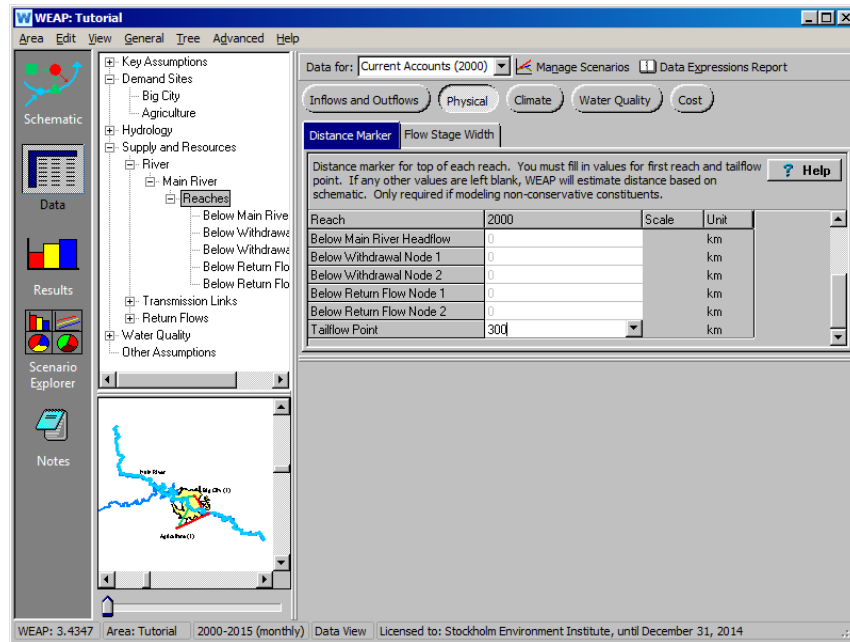 WEAP: Tutorial
Area Edit View General Tree Advanced Help
Schematic
Data
Results
Scenario
Explorer
Notes
Key Assumptions
Demand Sites
Big City
Agriculture
Hydrology
Supply and Resources
River
Main River
Reaches
Below Main Rive
Below Withdrawa
Below Withdrawa
Below Return Flo
Below Return Flo
Transmission Links
Return Flows
Water Quality
Other Assumptions
Main River
Big City (1)
Agriculture (1)
Data for: Current Accounts (2000) Manage Scenarios Data Expressions Report
Inflows and Outflows Physical Climate Water Quality Cost
Distance Marker Flow Stage Width
Distance marker for top of each reach. You must fill in values for first reach and tailflow
point. If any other values are left blank, WEAP will estimate distance based on
schematic. Only required if modeling non-conservative constituents.
? Help
Reach 2000 Scale Unit
Below Main River Headflow 0 km
Below Withdrawal Node 1 0 km
Below Withdrawal Node 2 0 km
Below Return Flow Node 1 0 km
Below Return Flow Node 2 0 km
Tailflow Point 300 km
WEAP: 3.4347 Area: Tutorial 2000-2015 (monthly) Data View Licensed to: Stockholm Environment Institute, until December 31, 2014